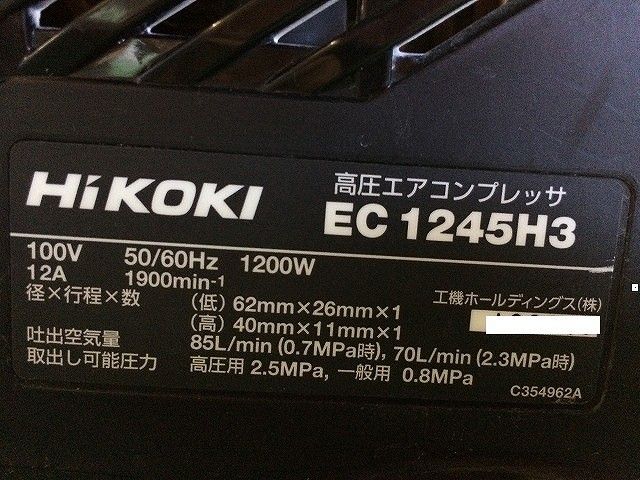 HiKOKI
高圧エアコンプレッサ
EC 1245H3
100V 50/60Hz 1200W
12A 1900min-1
径×行程×数 (低) 62mm×26mm×1
(高) 40mm×11mm×1
工機ホールディングス(株)
吐出空気量 85L/min (0.7MPa時), 70L/min (2.3MPa時)
取出し可能圧力 高圧用 2.5MPa, 一般用 0.8MPa
C354962A